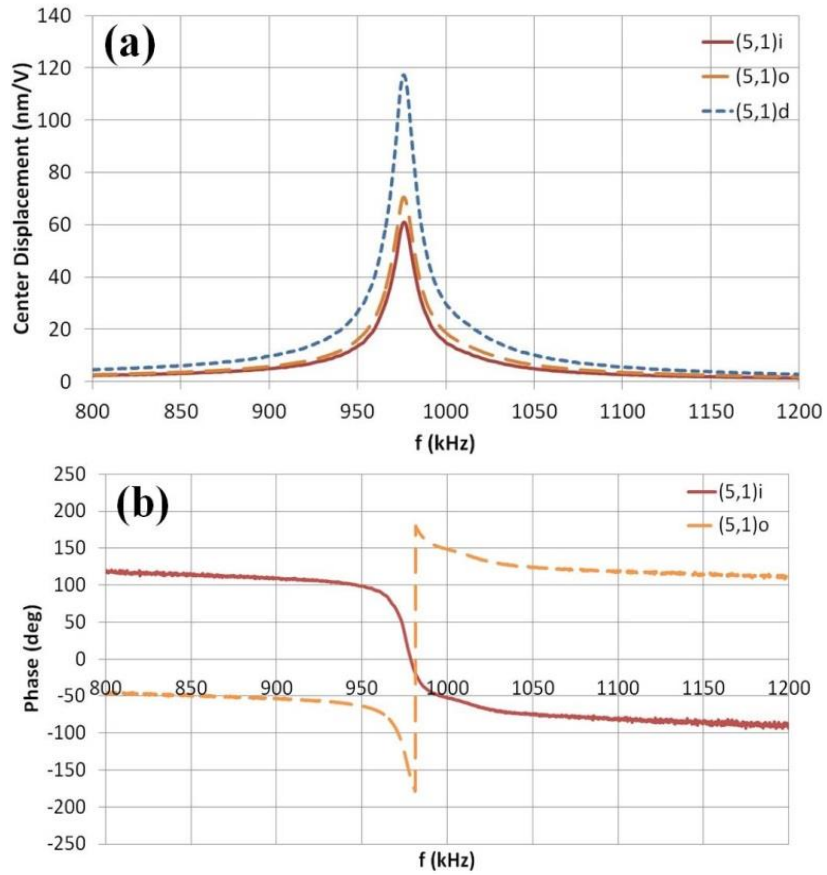 (a)
Center Displacement (nm/V)
140
120
100
80
60
40
20
0
(5,1)i
(5,1)o
(5,1)d
800 850 900 950 1000 1050 1100 1150 1200
f (kHz)
(b)
Phase (deg)
250
200
150
100
50
0
-50
-100
-150
-200
-250
(5,1)i
(5,1)o
800 850 900 950 1000 1050 1100 1150 1200
f (kHz)